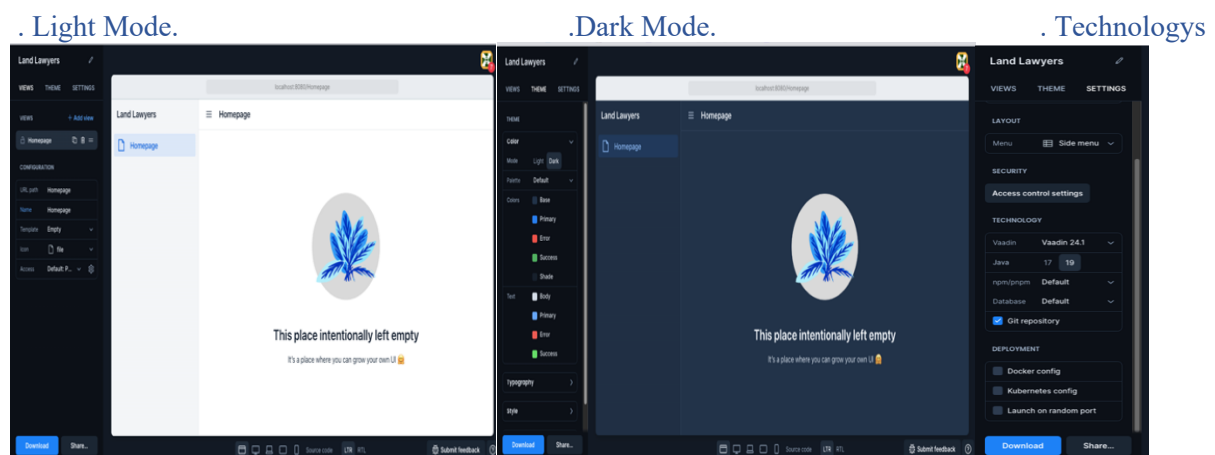 . Light Mode.
.Dark Mode.
. Technologys
Land Lawyers
VIEWS THEME SETTINGS
VIEWS + Add view
Homepage
CONFIGURATION
URL path Homepage
Name Homepage
Template Empty
Icon file
Access Default: P...
Download Share...
localhost:8080/Homepage
Land Lawyers
Homepage
Homepage
This place intentionally left empty
It's a place where you can grow your own UI 🤗
Source code LTR RTL
Submit feedback
Land Lawyers
VIEWS THEME SETTINGS
THEME
Color
Mode Light Dark
Palette Default
Colors Base
Primary
Error
Success
Shade
Text Body
Primary
Error
Success
Typography
Style
Download Share...
localhost:8080/Homepage
Land Lawyers
Homepage
Homepage
This place intentionally left empty
It's a place where you can grow your own UI 🤗
Source code LTR RTL
Submit feedback
Land Lawyers
VIEWS THEME SETTINGS
LAYOUT
Menu Side menu
SECURITY
Access control settings
TECHNOLOGY
Vaadin Vaadin 24.1
Java 17 19
npm/pnpm Default
Database Default
Git repository
DEPLOYMENT
Docker config
Kubernetes config
Launch on random port
Download Share...